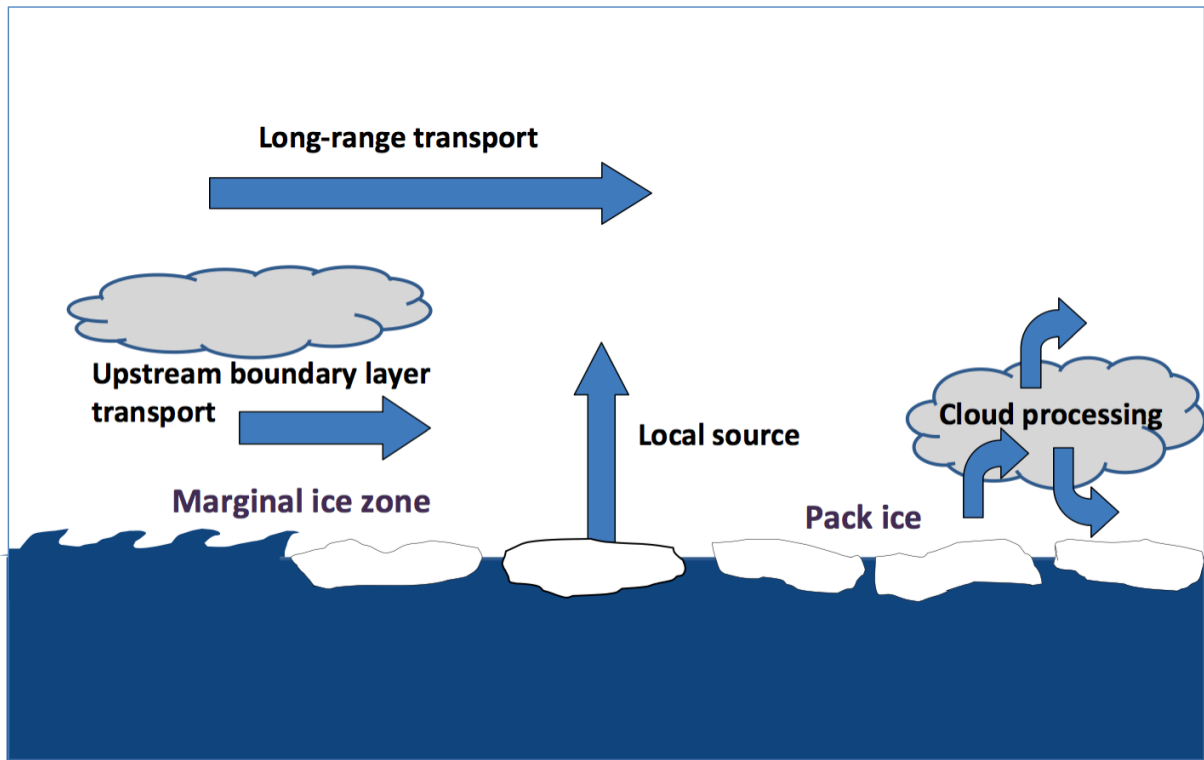 Long-range transport
Upstream boundary layer
transport
Local source
Cloud processing
Marginal ice zone
Pack ice